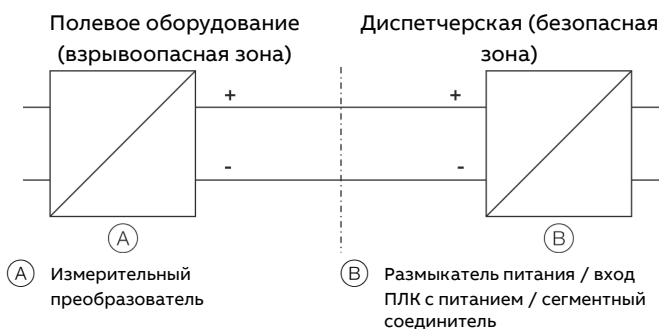 Полевое оборудование
(взрывоопасная зона)
Диспетчерская (безопасная
зона)
+
+
-
-
A
B
A Измерительный
преобразователь
B Размыкатель питания / вход
ПЛК с питанием / сегментный
соединитель